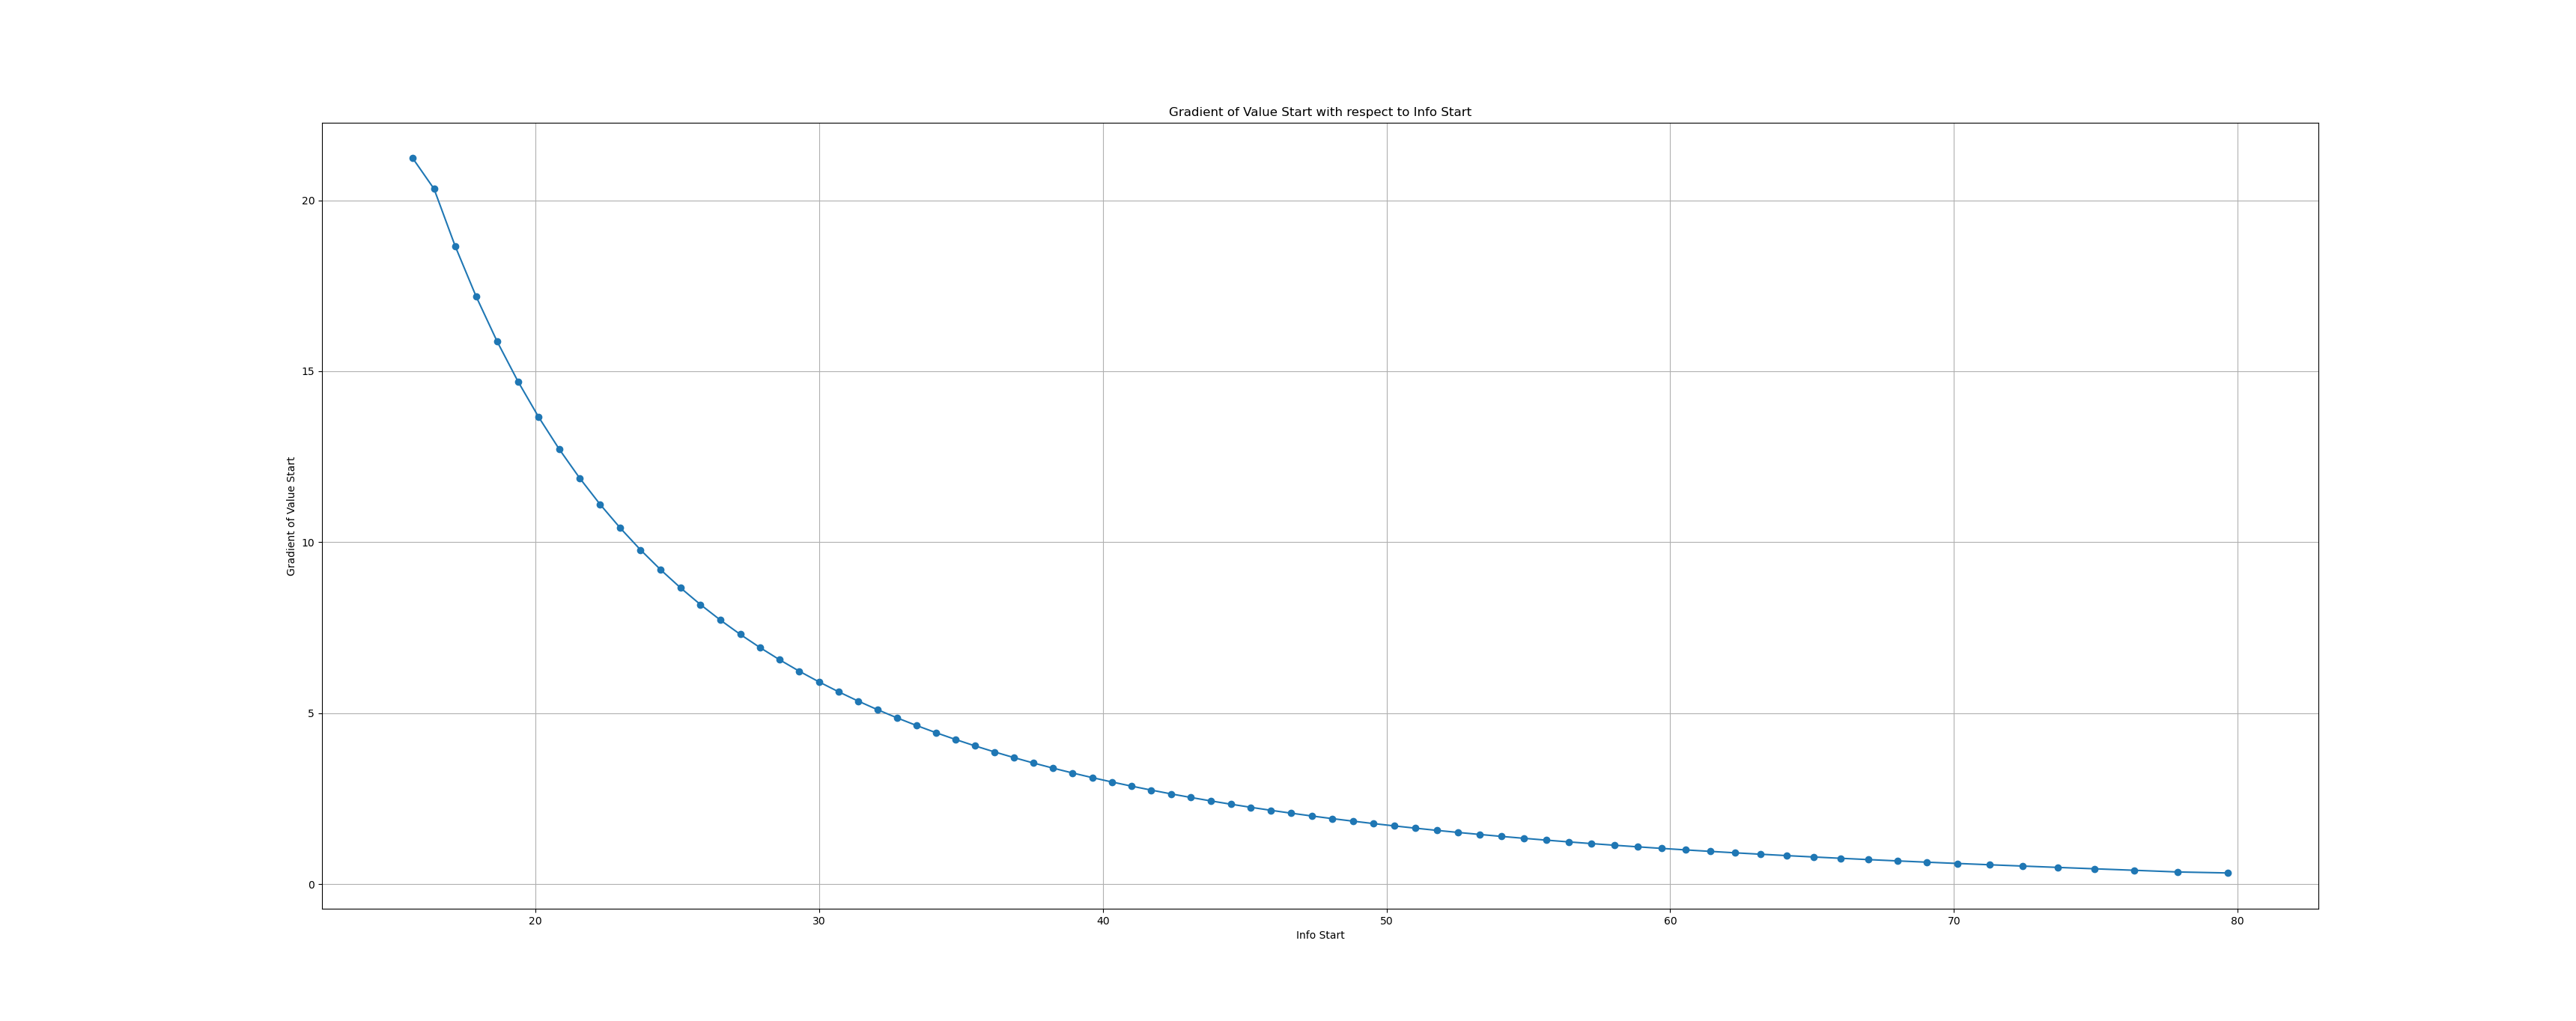 Gradient of Value Start with respect to Info Start
Gradient of Value Start
20
15
10
5
0
20 30 40 50 60 70 80
Info Start